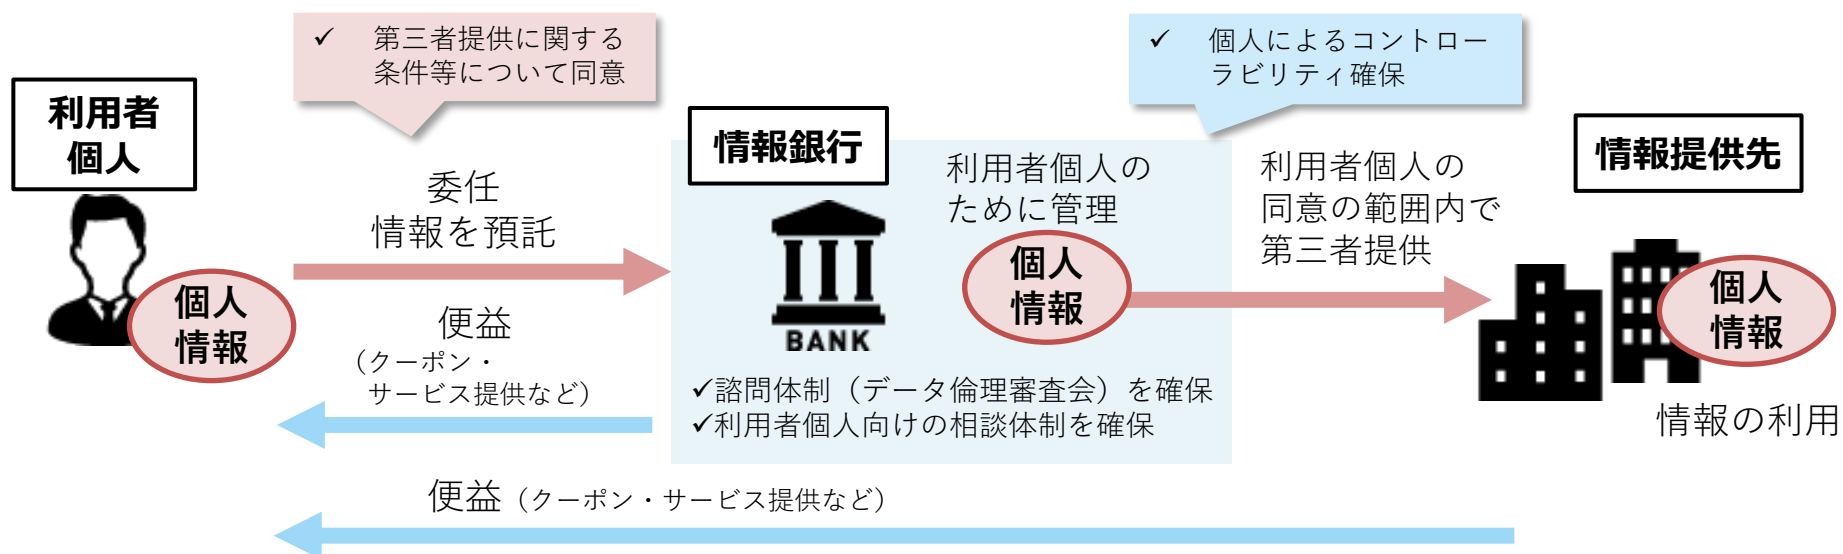 ✓ 第三者提供に関する
条件等について同意
✓ 個人によるコントロー
ラビリティ確保
利用者
個人
委任
情報を預託
個人
情報
便益
（クーポン・
サービス提供など）
情報銀行
利用者個人の
ために管理
BANK
個人
情報
✓諮問体制（データ倫理審査会）を確保
✓利用者個人向けの相談体制を確保
利用者個人の
同意の範囲内で
第三者提供
情報提供先
個人
情報
情報の利用
便益（クーポン・サービス提供など）